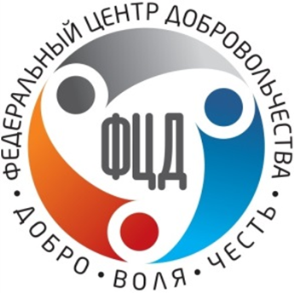 ФЕДЕРАЛЬНЫЙ ЦЕНТР ДОБРОВОЛЬЧЕСТВА
ФЦД
• ДОБРО • ВОЛЯ • ЧЕСТЬ •